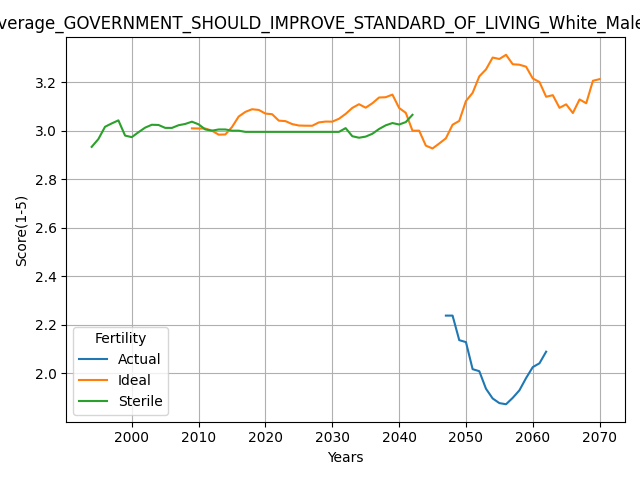 verage_GOVERNMENT_SHOULD_IMPROVE_STANDARD_OF_LIVING_White_Male
Score(1-5)
3.2
3.0
2.8
2.6
2.4
2.2
2.0
Fertility
Actual
Ideal
Sterile
2000 2010 2020 2030 2040 2050 2060 2070
Years